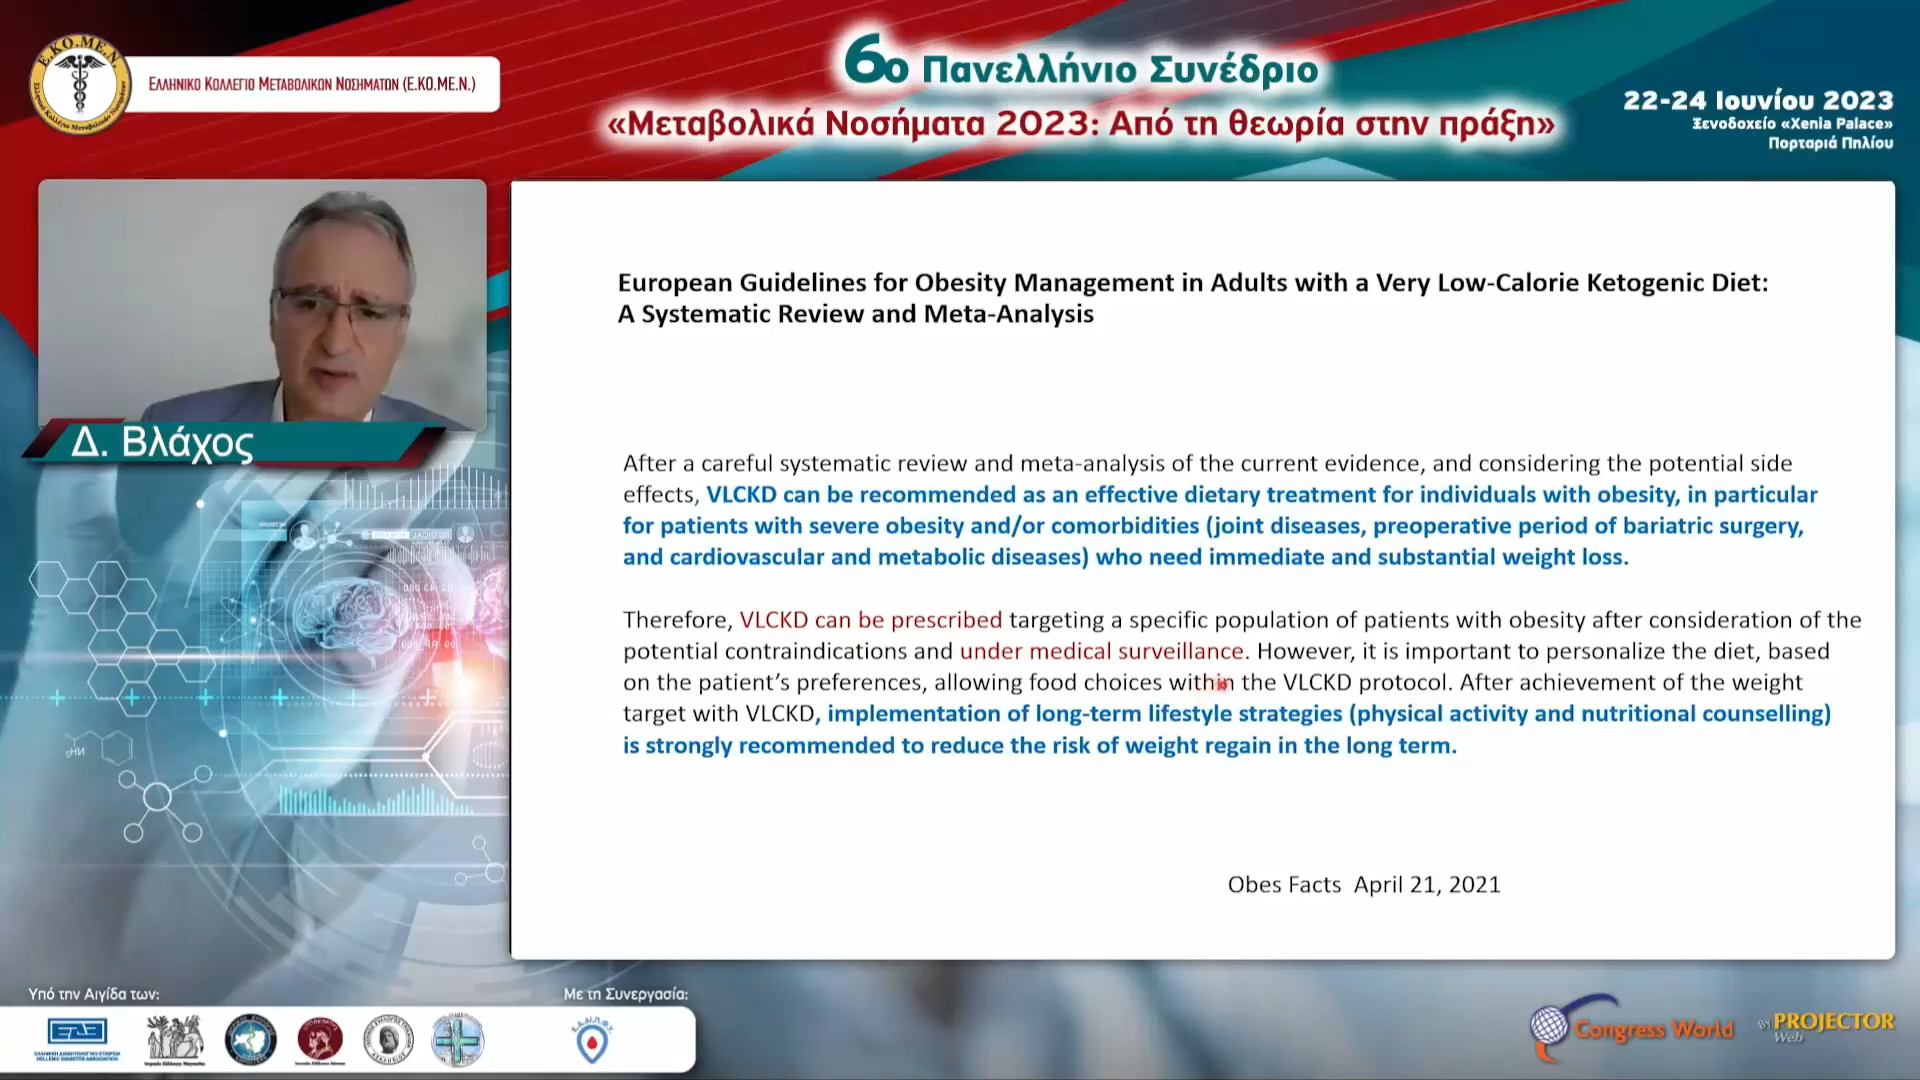 Ε.ΚΟ.ΜΕ.Ν.
ΕΛΛΗΝΙΚΟ ΚΟΛΛΕΓΙΟ ΜΕΤΑΒΟΛΙΚΩΝ ΝΟΣΗΜΑΤΩΝ (Ε.ΚΟ.ΜΕ.Ν.)
6ο Πανελλήνιο Συνέδριο
«Μεταβολικά Νοσήματα 2023: Από τη θεωρία στην πράξη»
22-24 Ιουνίου 2023
Ξενοδοχείο «Xenia Palace»
Πορταριά Πηλίου
Δ. Βλάχος
European Guidelines for Obesity Management in Adults with a Very Low-Calorie Ketogenic Diet:
A Systematic Review and Meta-Analysis
After a careful systematic review and meta-analysis of the current evidence, and considering the potential side
effects, VLCKD can be recommended as an effective dietary treatment for individuals with obesity, in particular
for patients with severe obesity and/or comorbidities (joint diseases, preoperative period of bariatric surgery,
and cardiovascular and metabolic diseases) who need immediate and substantial weight loss.
Therefore, VLCKD can be prescribed targeting a specific population of patients with obesity after consideration of the
potential contraindications and under medical surveillance. However, it is important to personalize the diet, based
on the patient’s preferences, allowing food choices within the VLCKD protocol. After achievement of the weight
target with VLCKD, implementation of long-term lifestyle strategies (physical activity and nutritional counselling)
is strongly recommended to reduce the risk of weight regain in the long term.
Obes Facts April 21, 2021
Υπό την Αιγίδα των:
Με τη Συνεργασία:
Congress World
BY PROJECTOR
Web